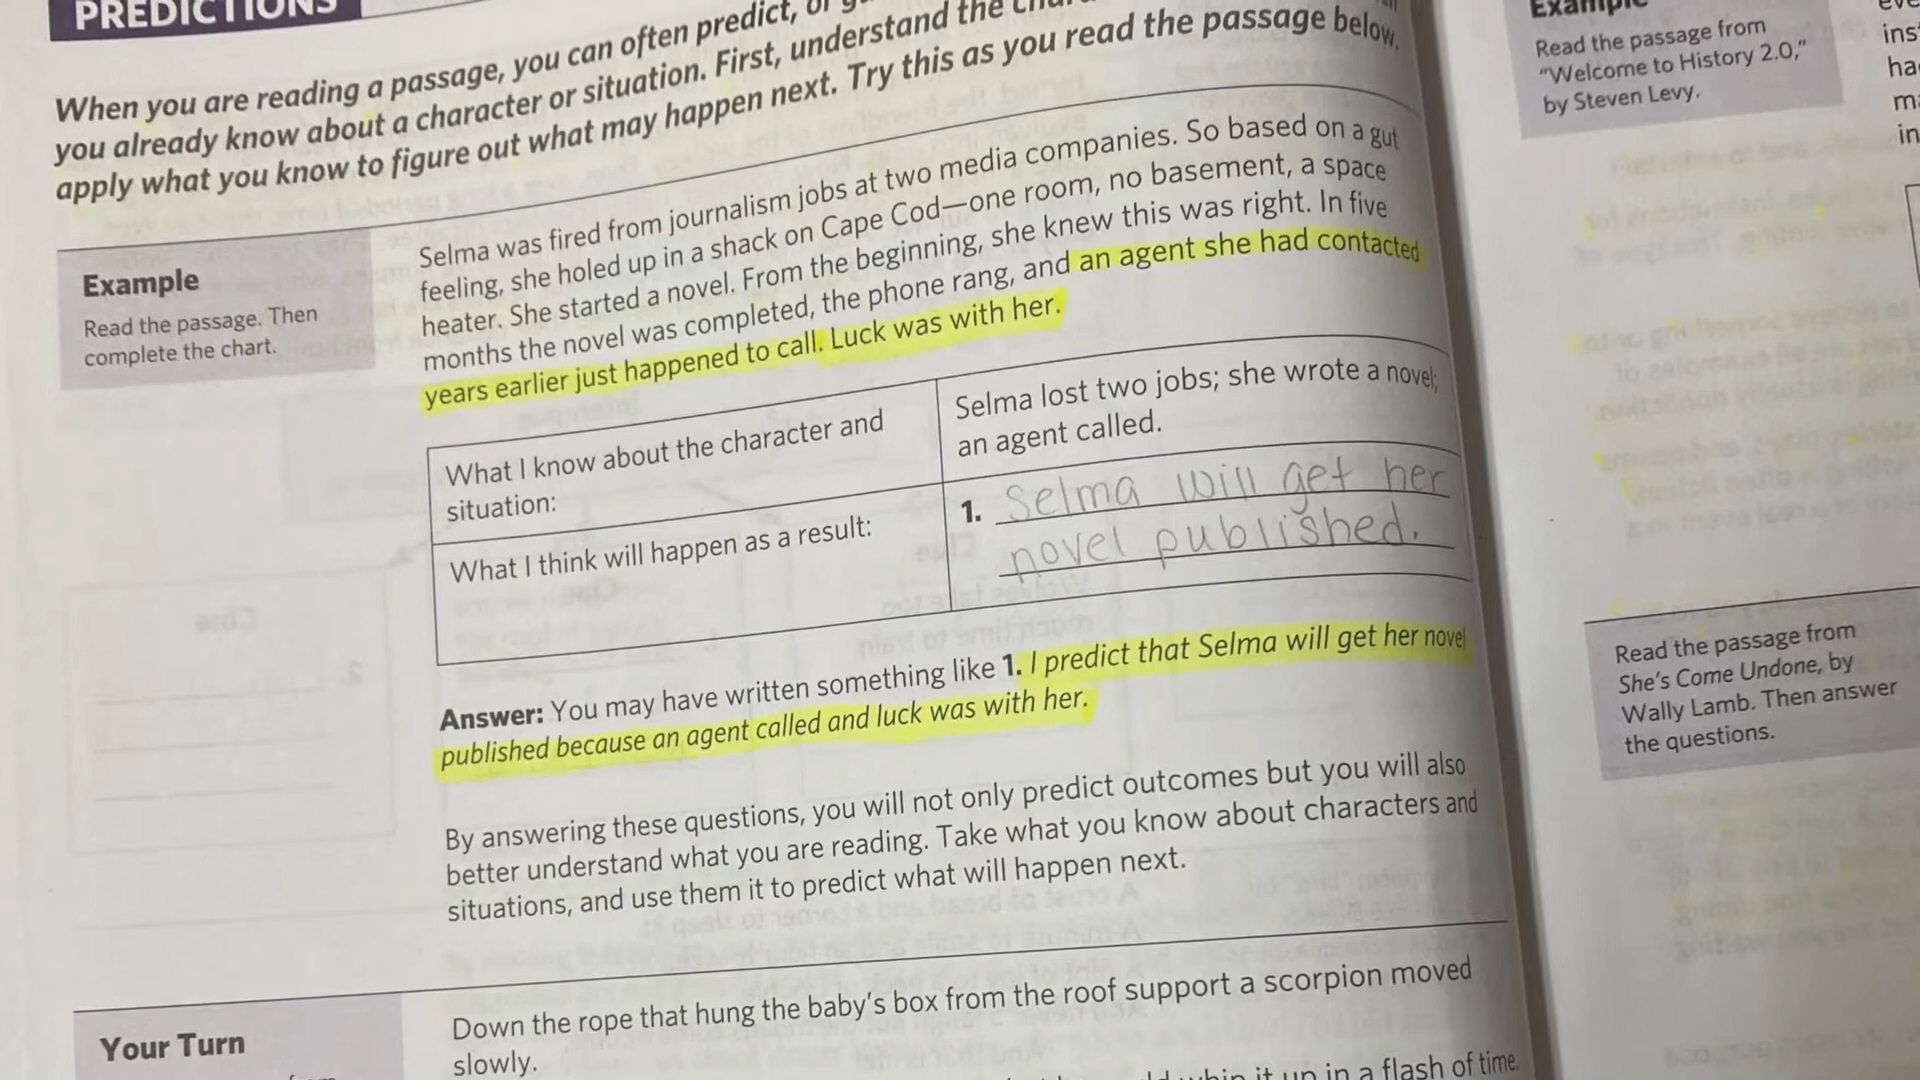 PREDICTIONS
When you are reading a passage, you can often predict, or
you already know about a character or situation. First, understand the
apply what you know to figure out what may happen next. Try this as you read the passage below.
Example
Read the passage. Then
complete the chart.
Selma was fired from journalism jobs at two media companies. So based on a gut
feeling, she holed up in a shack on Cape Cod—one room, no basement, a space
heater. She started a novel. From the beginning, she knew this was right. In five
months the novel was completed, the phone rang, and an agent she had contacted
years earlier just happened to call. Luck was with her.
What I know about the character and
situation:
Selma lost two jobs; she wrote a novel;
an agent called.
What I think will happen as a result:
1. Selma will get her
novel published.
Answer: You may have written something like 1. I predict that Selma will get her novel
published because an agent called and luck was with her.
By answering these questions, you will not only predict outcomes but you will also
better understand what you are reading. Take what you know about characters and
situations, and use them it to predict what will happen next.
Your Turn
Down the rope that hung the baby's box from the roof support a scorpion moved
slowly.
it up in a flash of time.
Example
Read the passage from
"Welcome to History 2.0,"
by Steven Levy.
Read the passage from
She's Come Undone, by
Wally Lamb. Then answer
the questions.